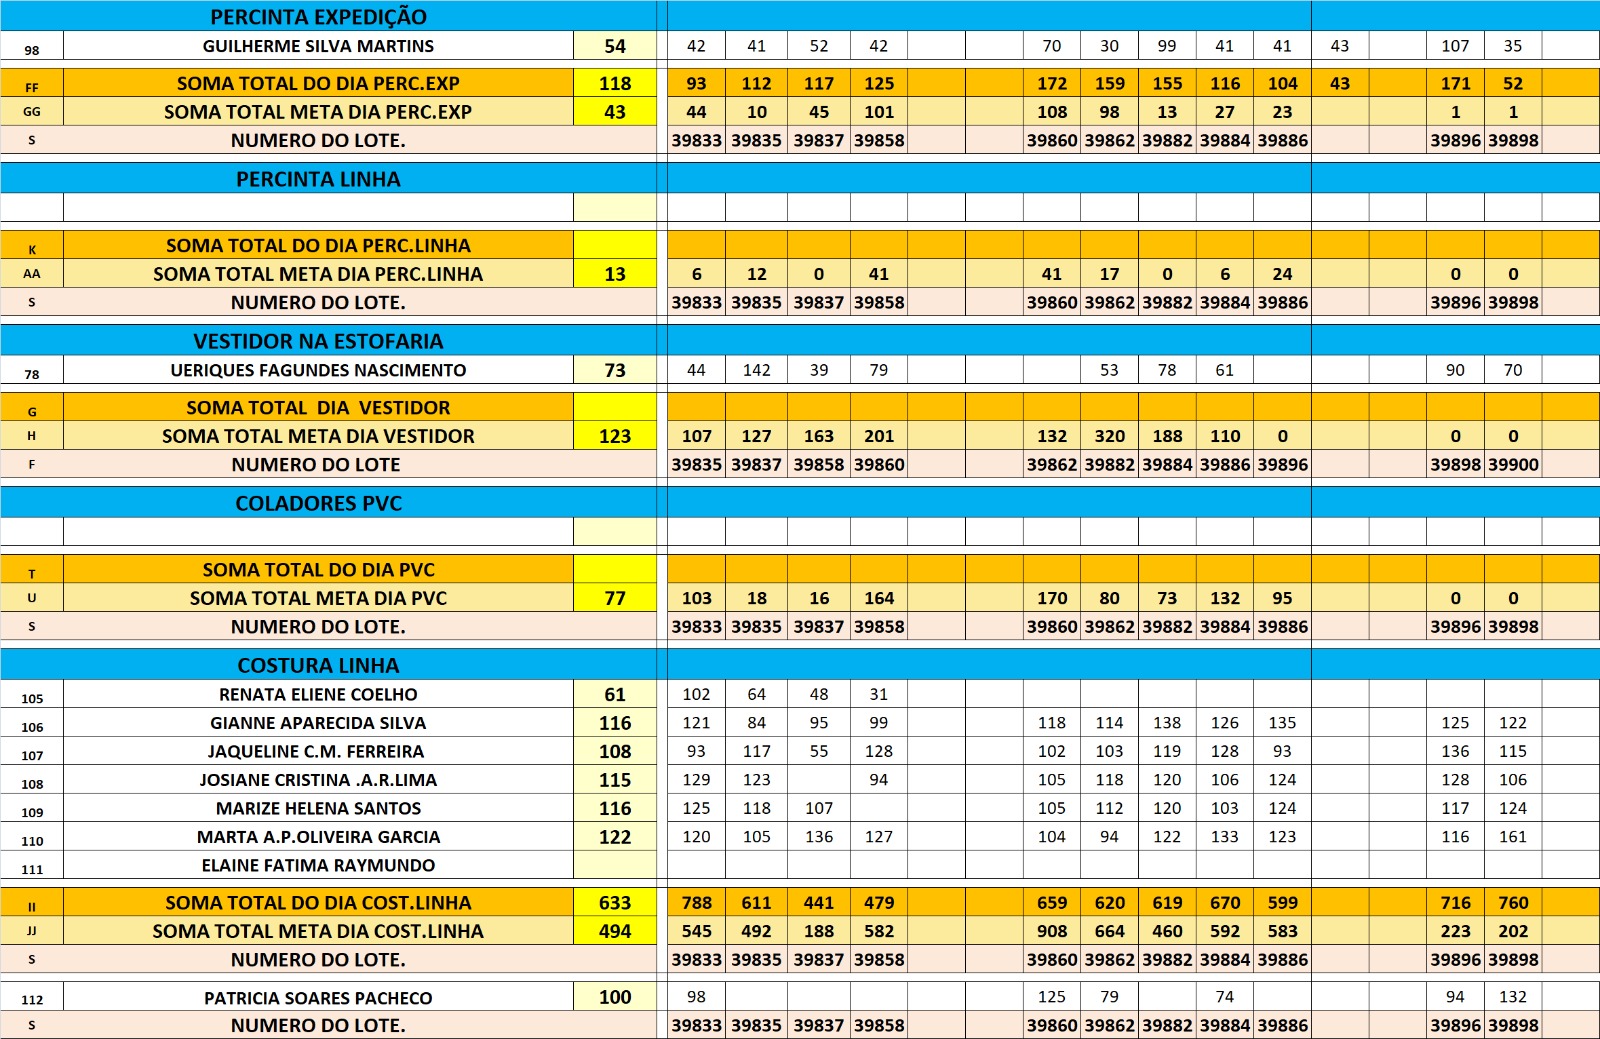 PERCINTA EXPEDIÇÃO
98 GUILHERME SILVA MARTINS 54 42 41 52 42 70 30 99 41 41 43 107 35
FF SOMA TOTAL DO DIA PERC.EXP 118 93 112 117 125 172 159 155 116 104 43 171 52
GG SOMA TOTAL META DIA PERC.EXP 43 44 10 45 101 108 98 13 27 23 1 1
S NUMERO DO LOTE. 39833 39835 39837 39858 39860 39862 39882 39884 39886 39896 39898
PERCINTA LINHA
K SOMA TOTAL DO DIA PERC.LINHA
AA SOMA TOTAL META DIA PERC.LINHA 13 6 12 0 41 41 17 0 6 24 0 0
S NUMERO DO LOTE. 39833 39835 39837 39858 39860 39862 39882 39884 39886 39896 39898
VESTIDOR NA ESTOFARIA
78 UERIQUES FAGUNDES NASCIMENTO 73 44 142 39 79 53 78 61 90 70
G SOMA TOTAL DIA VESTIDOR
H SOMA TOTAL META DIA VESTIDOR 123 107 127 163 201 132 320 188 110 0 0 0
F NUMERO DO LOTE 39835 39837 39858 39860 39862 39882 39884 39886 39896 39898 39900
COLADORES PVC
T SOMA TOTAL DO DIA PVC
U SOMA TOTAL META DIA PVC 77 103 18 16 164 170 80 73 132 95 0 0
S NUMERO DO LOTE. 39833 39835 39837 39858 39860 39862 39882 39884 39886 39896 39898
COSTURA LINHA
105 RENATA ELIENE COELHO 61 102 64 48 31
106 GIANNE APARECIDA SILVA 116 121 84 95 99 118 114 138 126 135 125 122
107 JAQUELINE C.M. FERREIRA 108 93 117 55 128 102 103 119 128 93 136 115
108 JOSIANE CRISTINA .A.R.LIMA 115 129 123 94 105 118 120 106 124 128 106
109 MARIZE HELENA SANTOS 116 125 118 107 105 112 120 103 124 117 124
110 MARTA A.P.OLIVEIRA GARCIA 122 120 105 136 127 104 94 122 133 123 116 161
111 ELAINE FATIMA RAYMUNDO
II SOMA TOTAL DO DIA COST.LINHA 633 788 611 441 479 659 620 619 670 599 716 760
JJ SOMA TOTAL META DIA COST.LINHA 494 545 492 188 582 908 664 460 592 583 223 202
S NUMERO DO LOTE. 39833 39835 39837 39858 39860 39862 39882 39884 39886 39896 39898
112 PATRICIA SOARES PACHECO 100 98 125 79 74 94 132
S NUMERO DO LOTE. 39833 39835 39837 39858 39860 39862 39882 39884 39886 39896 39898